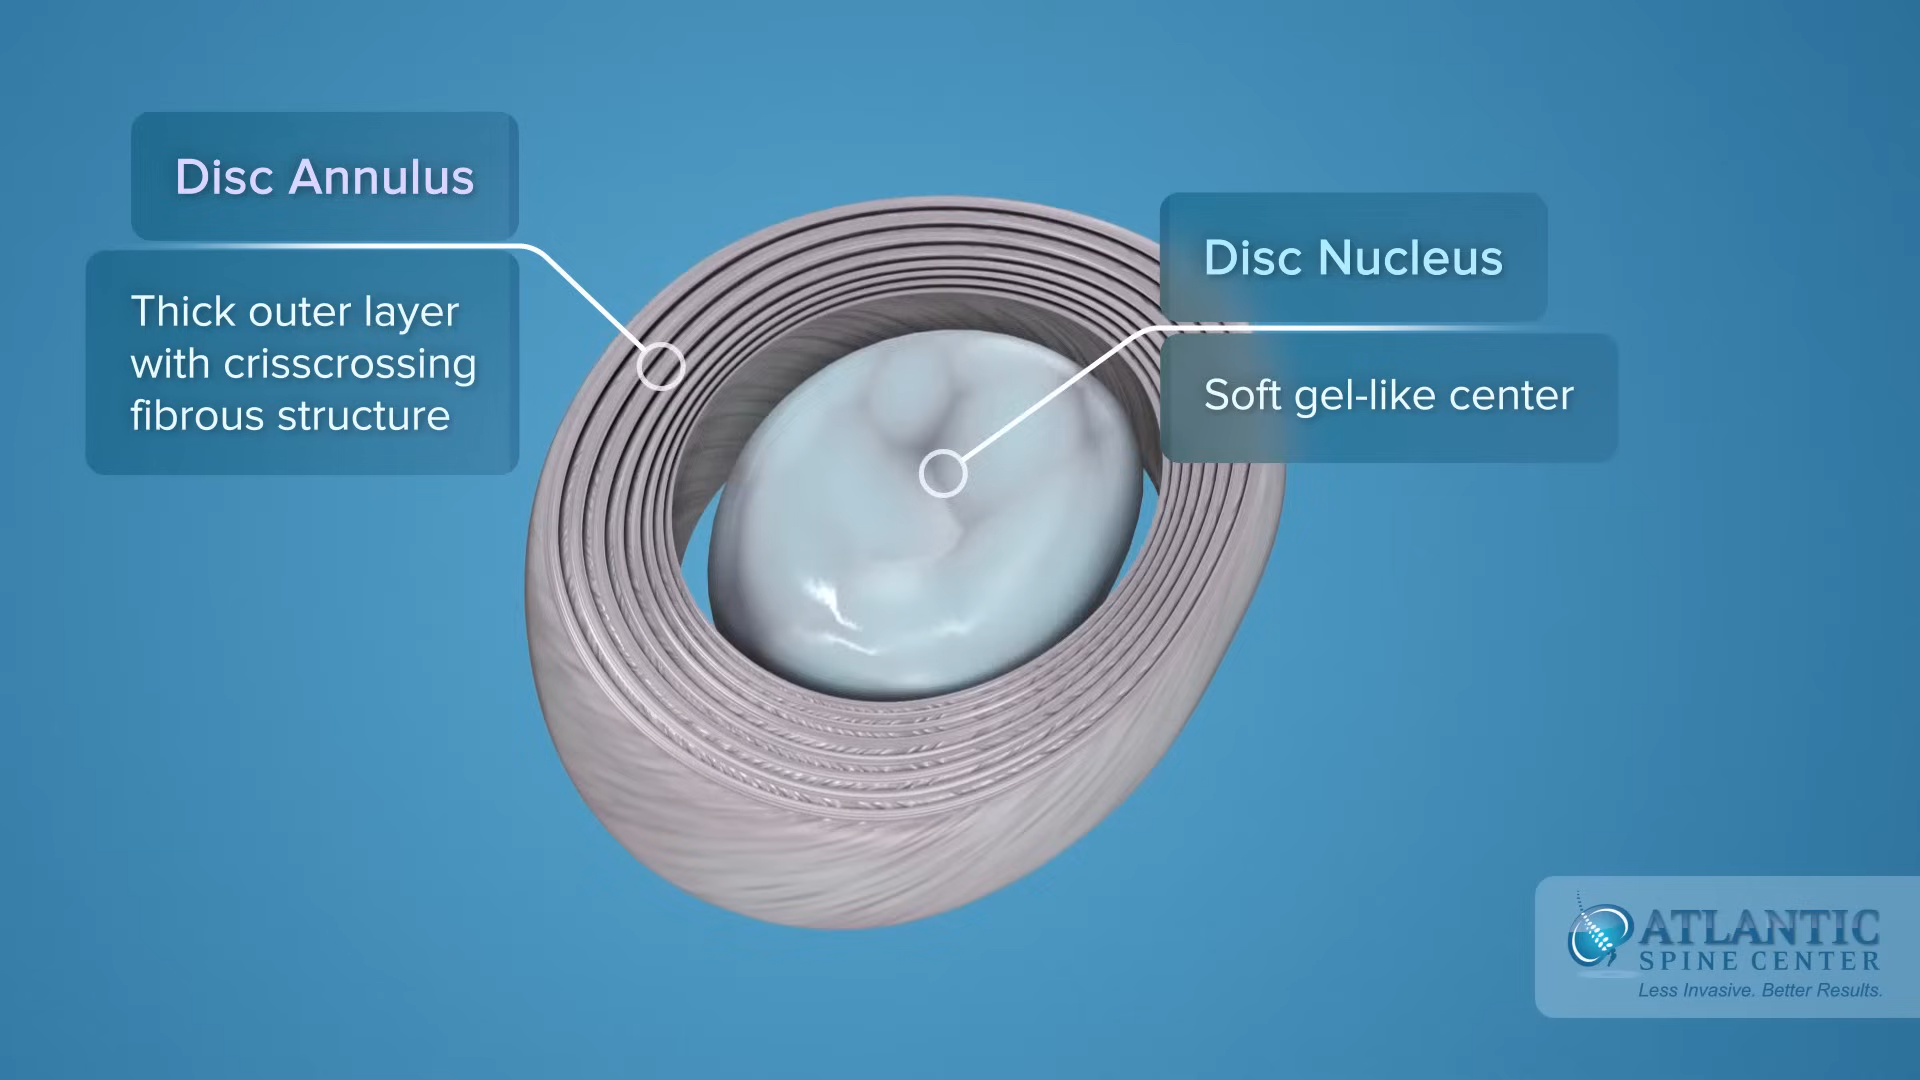 Disc Annulus
Thick outer layer
with crisscrossing
fibrous structure
Disc Nucleus
Soft gel-like center
ATLANTIC
SPINE CENTER
Less Invasive. Better Results.